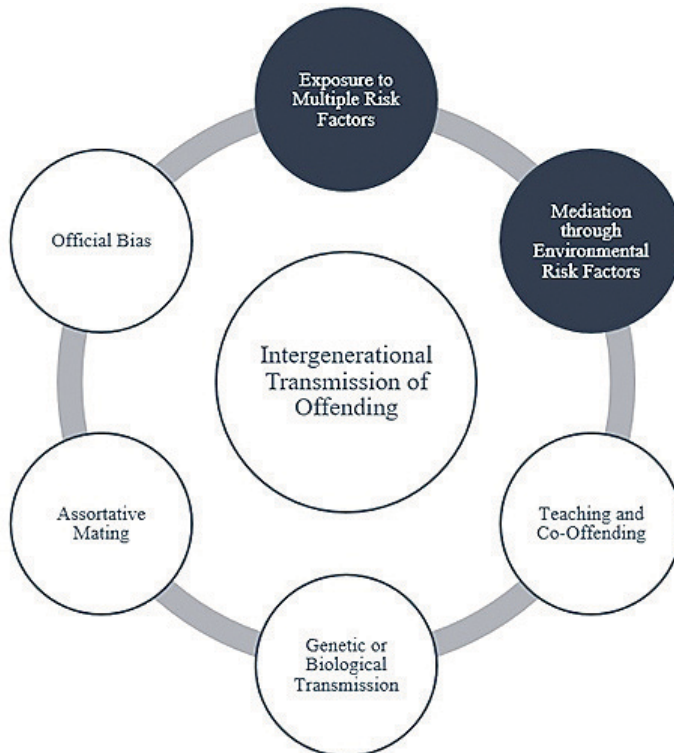 Exposure to
Multiple Risk
Factors
Mediation
through
Environmental
Risk Factors
Official Bias
Intergenerational
Transmission of
Offending
Assortative
Mating
Teaching and
Co-Offending
Genetic or
Biological
Transmission